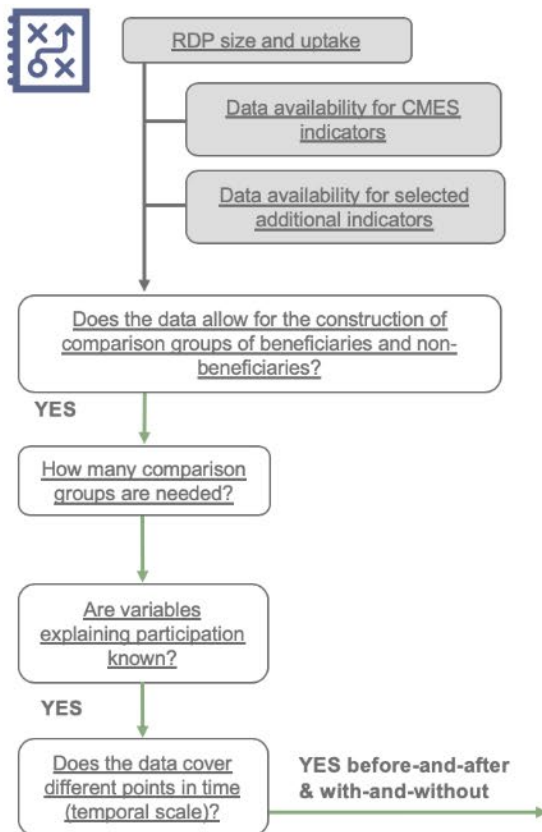 RDP size and uptake
Data availability for CMES
indicators
Data availability for selected
additional indicators
Does the data allow for the construction of
comparison groups of beneficiaries and non-
beneficiaries?
YES
How many comparison
groups are needed?
Are variables
explaining participation
known?
YES
Does the data cover
different points in time
(temporal scale)?
YES before-and-after
& with-and-without